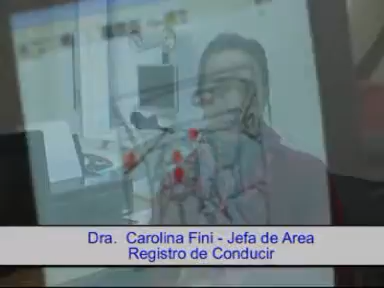 Dra. Carolina Fini - Jefa de Area
Registro de Conducir